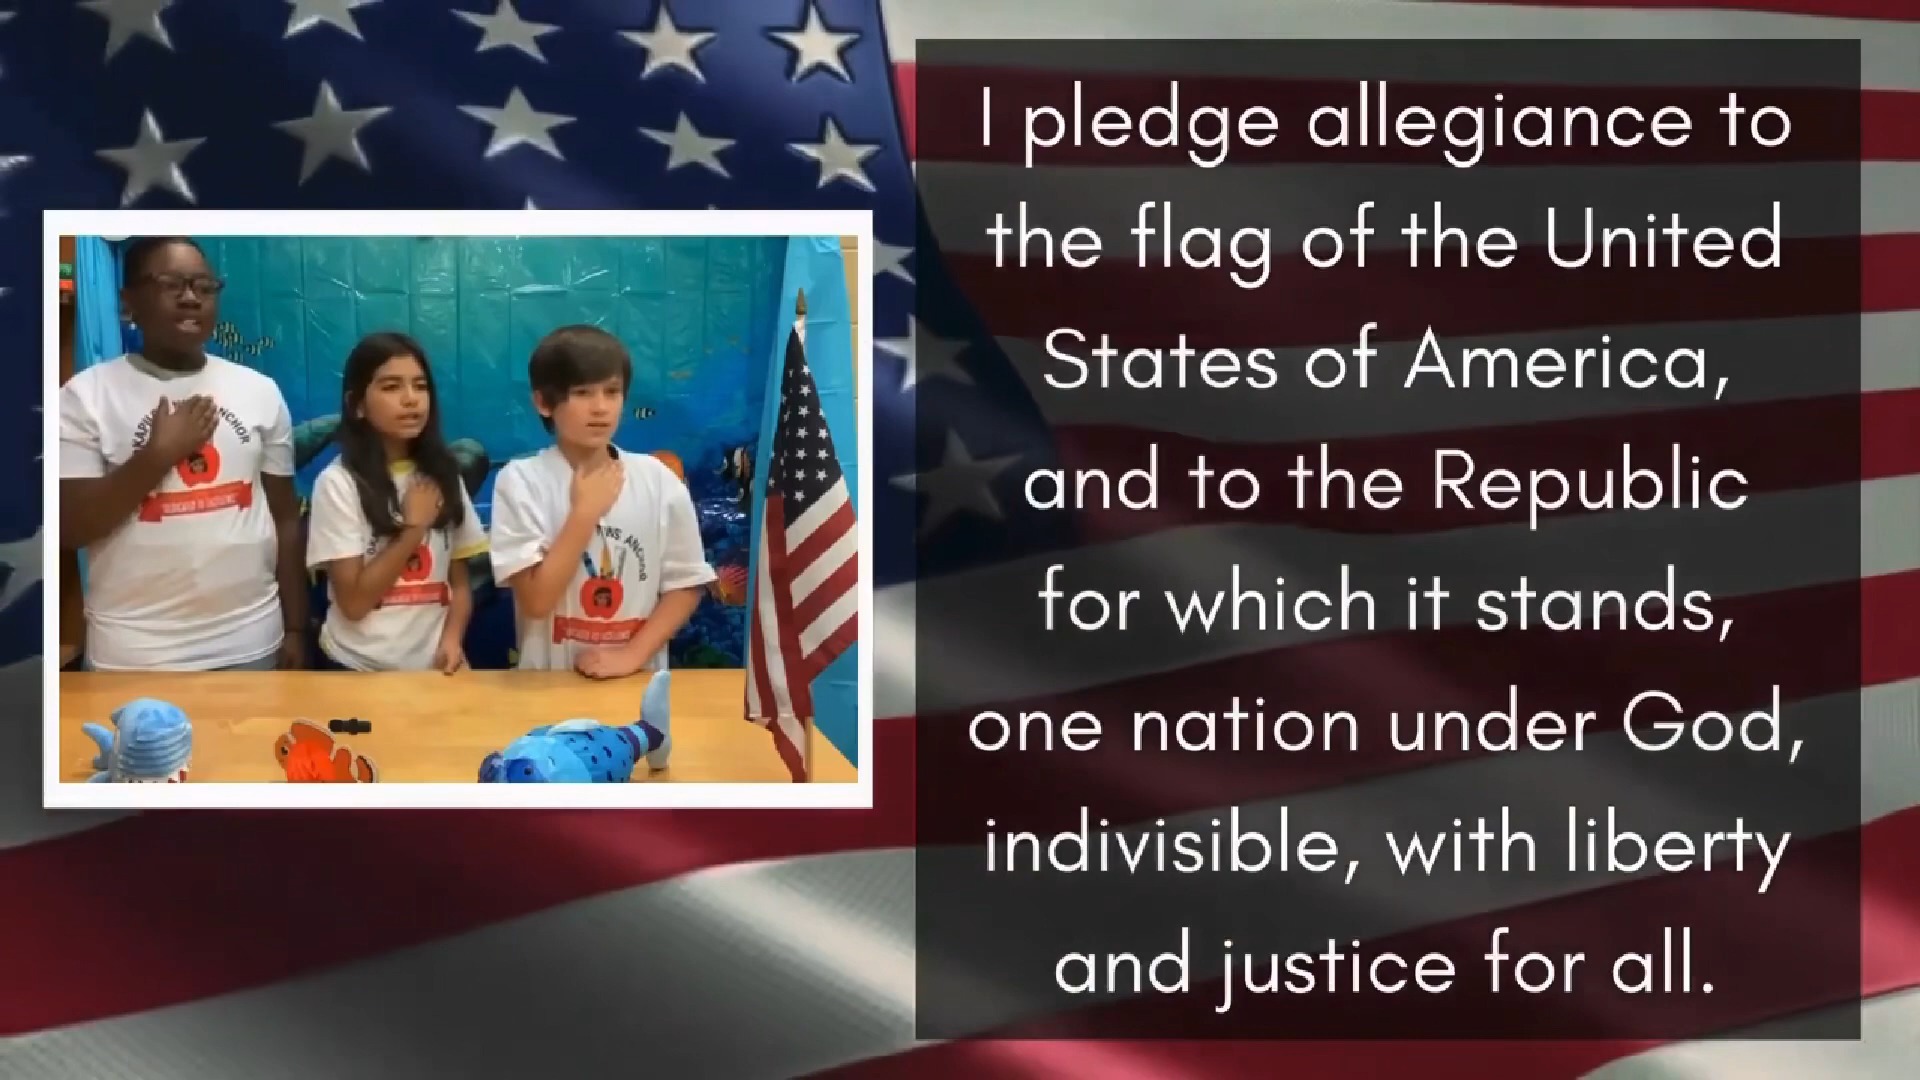 I pledge allegiance to
the flag of the United
States of America,
and to the Republic
for which it stands,
one nation under God,
indivisible, with liberty
and justice for all.
ANCHOR